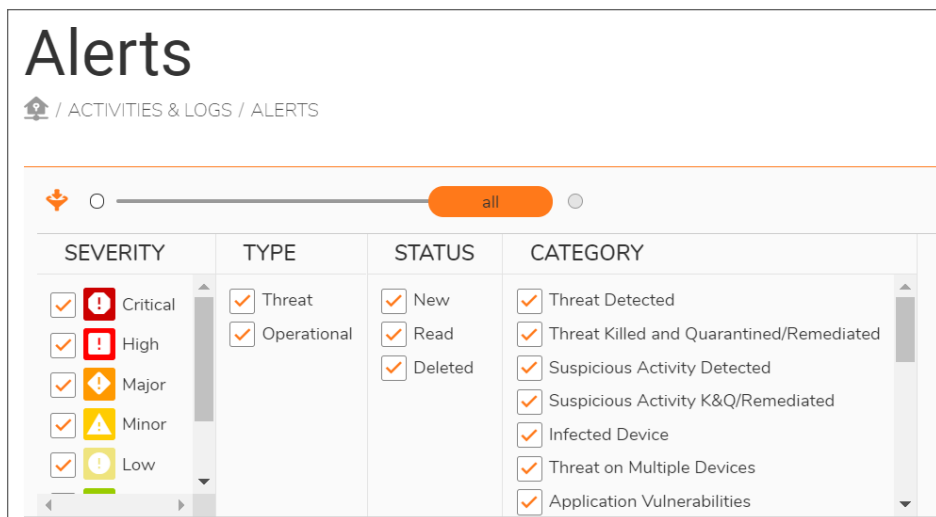 Alerts
/ ACTIVITIES & LOGS / ALERTS
all
SEVERITY TYPE STATUS CATEGORY
Critical
High
Major
Minor
Low
Threat
Operational
New
Read
Deleted
Threat Detected
Threat Killed and Quarantined/Remediated
Suspicious Activity Detected
Suspicious Activity K&Q/Remediated
Infected Device
Threat on Multiple Devices
Application Vulnerabilities